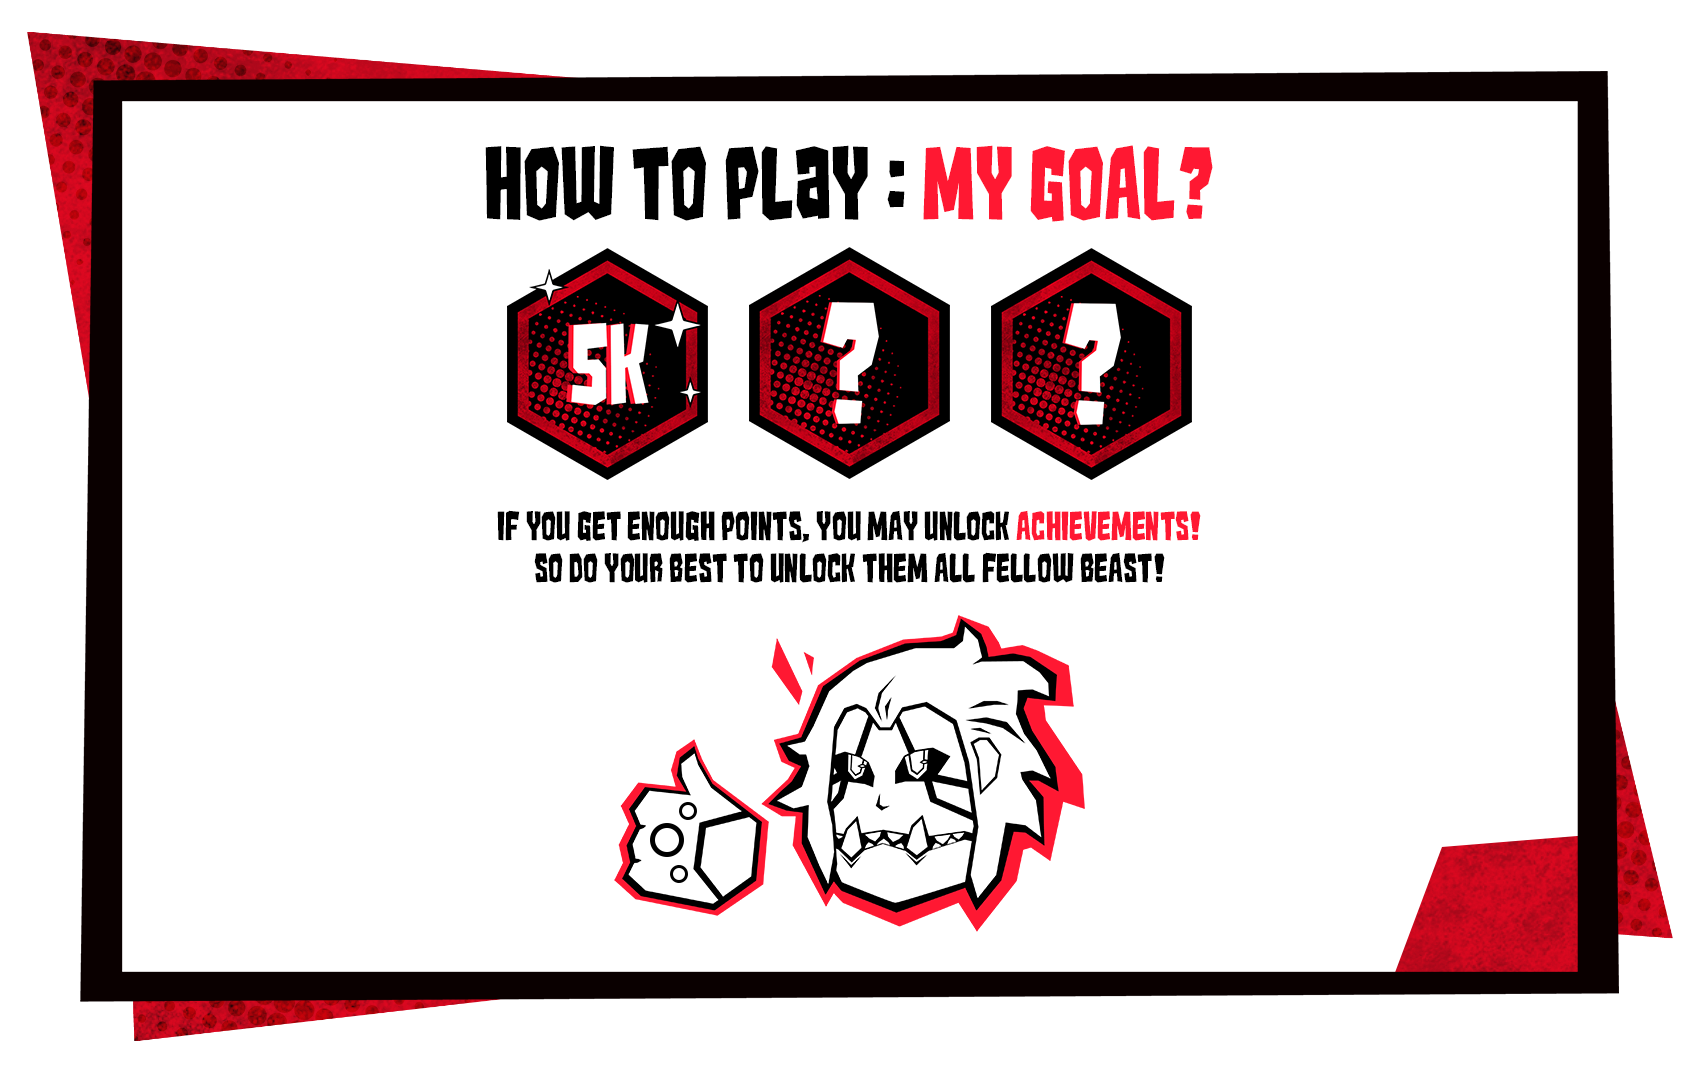 HOW TO PLAY : MY GOAL?
5K ? ?
IF YOU GET ENOUGH POINTS, YOU MAY UNLOCK ACHIEVEMENTS!
SO DO YOUR BEST TO UNLOCK THEM ALL FELLOW BEAST!